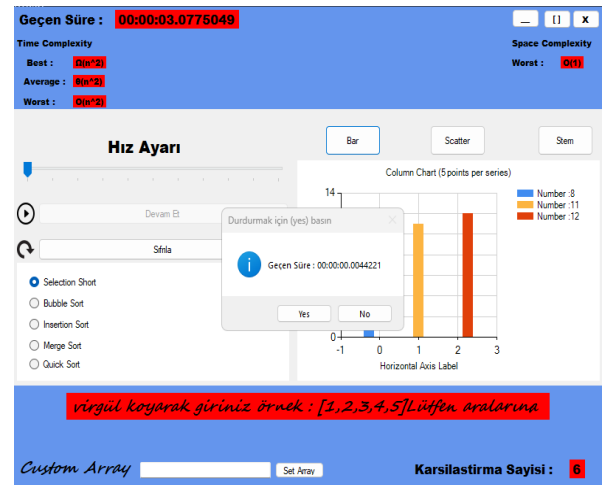 Geçen Süre : 00:00:03.0775049
_ [] X
Time Complexity
Space Complexity
Best : Ω(n^2)
Worst : O(1)
Average : θ(n^2)
Worst : O(n^2)
Hız Ayarı
Bar Scatter Stem
Column Chart (5 points per series)
14
Number :8
Number :11
Number :12
Devam Et
Sıfırla
Durdurmak için (yes) basın
Geçen Süre : 00:00:00.0044221
Yes No
Selection Short
Bubble Sort
Insertion Sort
Merge Sort
Quick Sort
0
-1 0 1 2 3
Horizontal Axis Label
virgül koyarak giriniz örnek : [1,2,3,4,5]Lütfen aralarına
Custom Array
Set Array
Karsilastirma Sayisi : 6